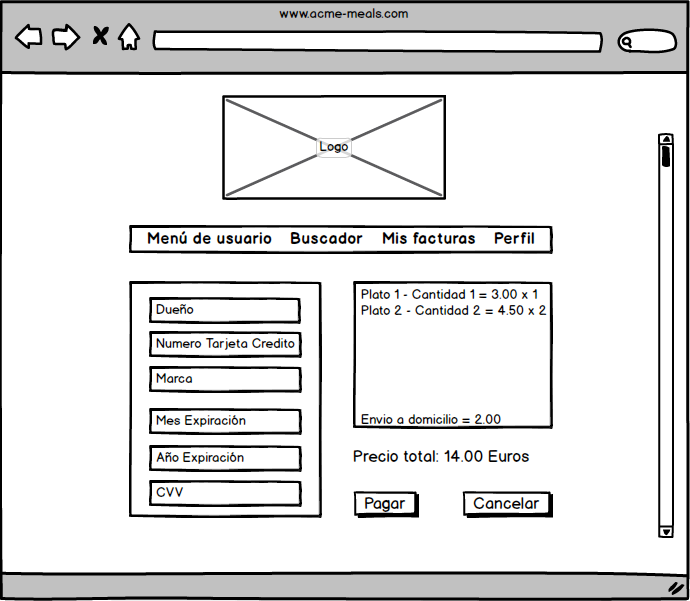 www.acme-meals.com
Logo
Menú de usuario Buscador Mis facturas Perfil
Dueño
Numero Tarjeta Credito
Marca
Mes Expiración
Año Expiración
CVV
Plato 1 - Cantidad 1 = 3.00 x 1
Plato 2 - Cantidad 2 = 4.50 x 2
Envio a domicilio = 2.00
Precio total: 14.00 Euros
Pagar Cancelar